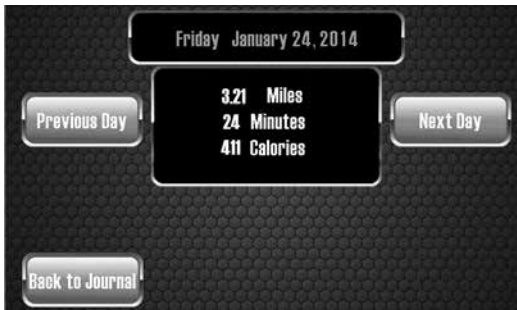 Friday January 24, 2014
3.21 Miles
Previous Day
24 Minutes
Next Day
411 Calories
Back to Journal